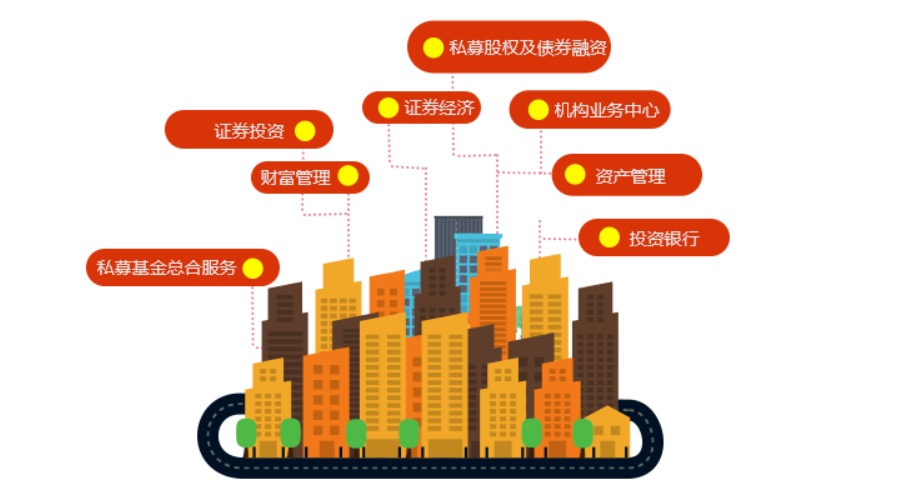 私募股权及债券融资
证券经济
机构业务中心
证券投资
财富管理
资产管理
投资银行
私募基金总合服务